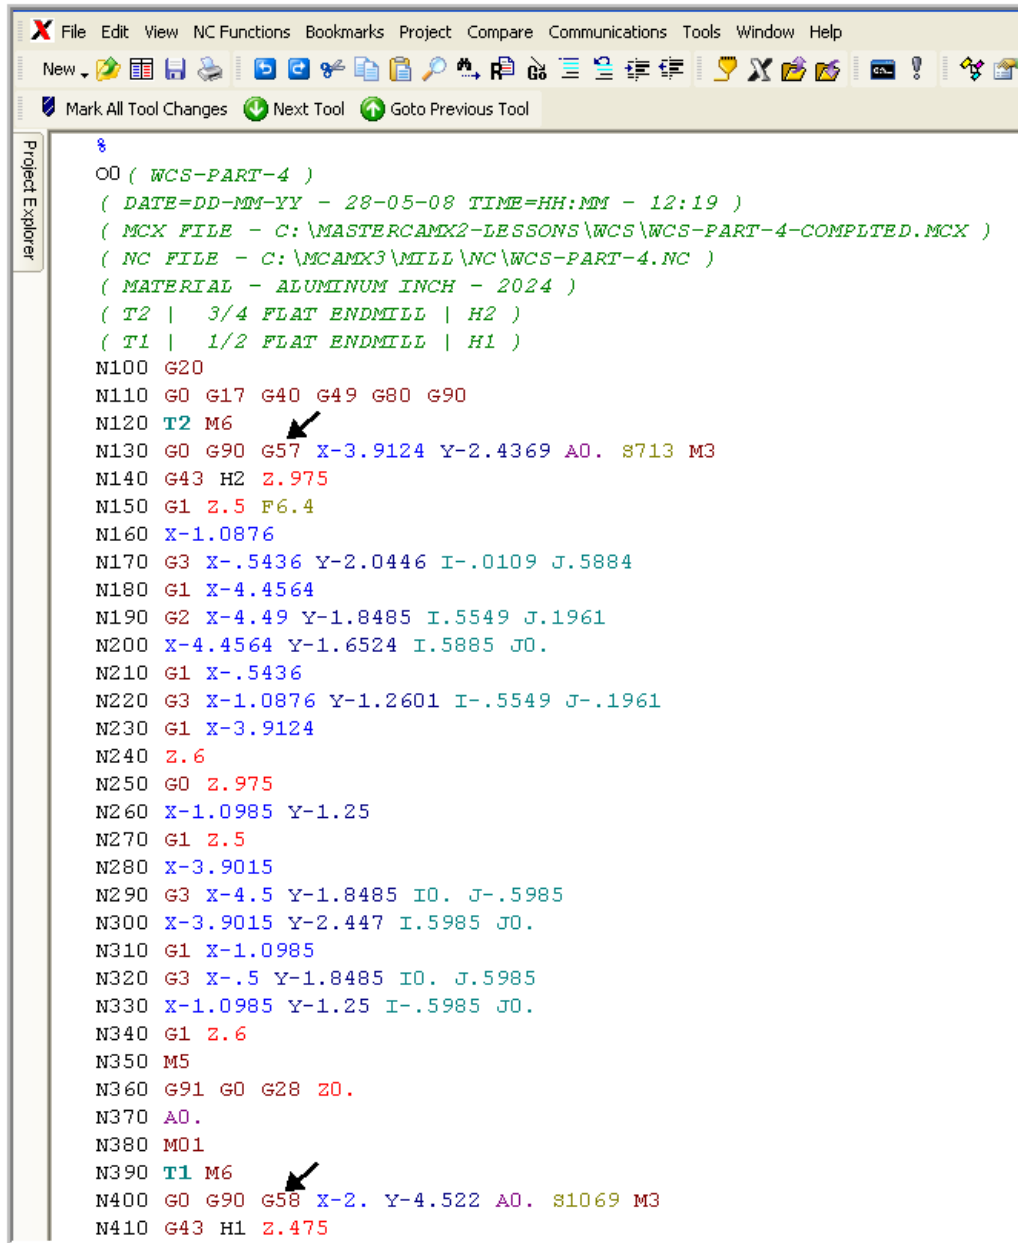 File Edit View NC Functions Bookmarks Project Compare Communications Tools Window Help
New
Mark All Tool Changes Next Tool Goto Previous Tool
Project Explorer
%
O0 ( WCS-PART-4 )
( DATE=DD-MM-YY - 28-05-08 TIME=HH:MM - 12:19 )
( MCX FILE - C:\MASTERCAMX2-LESSONS\WCS\WCS-PART-4-COMPLTED.MCX )
( NC FILE - C:\MCAMX3\MILL\NC\WCS-PART-4.NC )
( MATERIAL - ALUMINUM INCH - 2024 )
( T2 | 3/4 FLAT ENDMILL | H2 )
( T1 | 1/2 FLAT ENDMILL | H1 )
N100 G20
N110 G0 G17 G40 G49 G80 G90
N120 T2 M6
N130 G0 G90 G57 X-3.9124 Y-2.4369 A0. S713 M3
N140 G43 H2 Z.975
N150 G1 Z.5 F6.4
N160 X-1.0876
N170 G3 X-.5436 Y-2.0446 I-.0109 J.5884
N180 G1 X-4.4564
N190 G2 X-4.49 Y-1.8485 I.5549 J.1961
N200 X-4.4564 Y-1.6524 I.5885 J0.
N210 G1 X-.5436
N220 G3 X-1.0876 Y-1.2601 I-.5549 J-.1961
N230 G1 X-3.9124
N240 Z.6
N250 G0 Z.975
N260 X-1.0985 Y-1.25
N270 G1 Z.5
N280 X-3.9015
N290 G3 X-4.5 Y-1.8485 I0. J-.5985
N300 X-3.9015 Y-2.447 I.5985 J0.
N310 G1 X-1.0985
N320 G3 X-.5 Y-1.8485 I0. J.5985
N330 X-1.0985 Y-1.25 I-.5985 J0.
N340 G1 Z.6
N350 M5
N360 G91 G0 G28 Z0.
N370 A0.
N380 M01
N390 T1 M6
N400 G0 G90 G58 X-2. Y-4.522 A0. S1069 M3
N410 G43 H1 Z.475